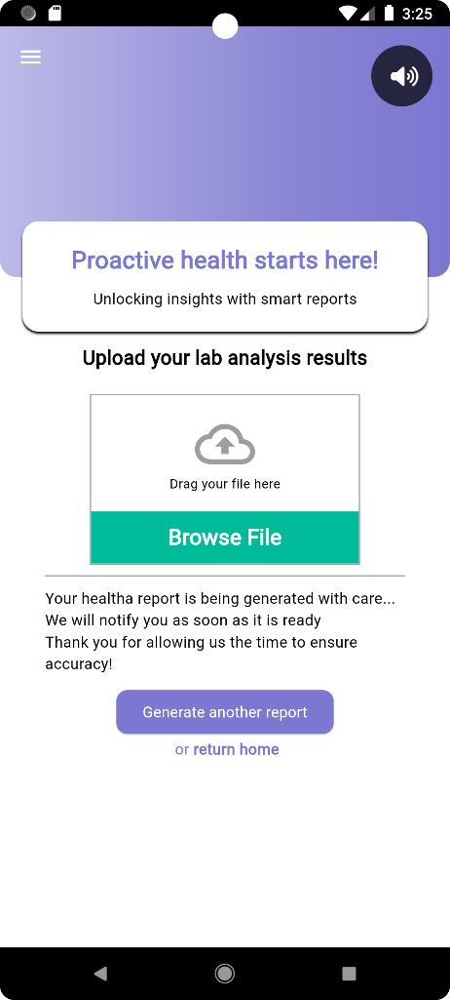 3:25
Proactive health starts here!
Unlocking insights with smart reports
Upload your lab analysis results
Drag your file here
Browse File
Your healtha report is being generated with care...
We will notify you as soon as it is ready
Thank you for allowing us the time to ensure
accuracy!
Generate another report
or return home